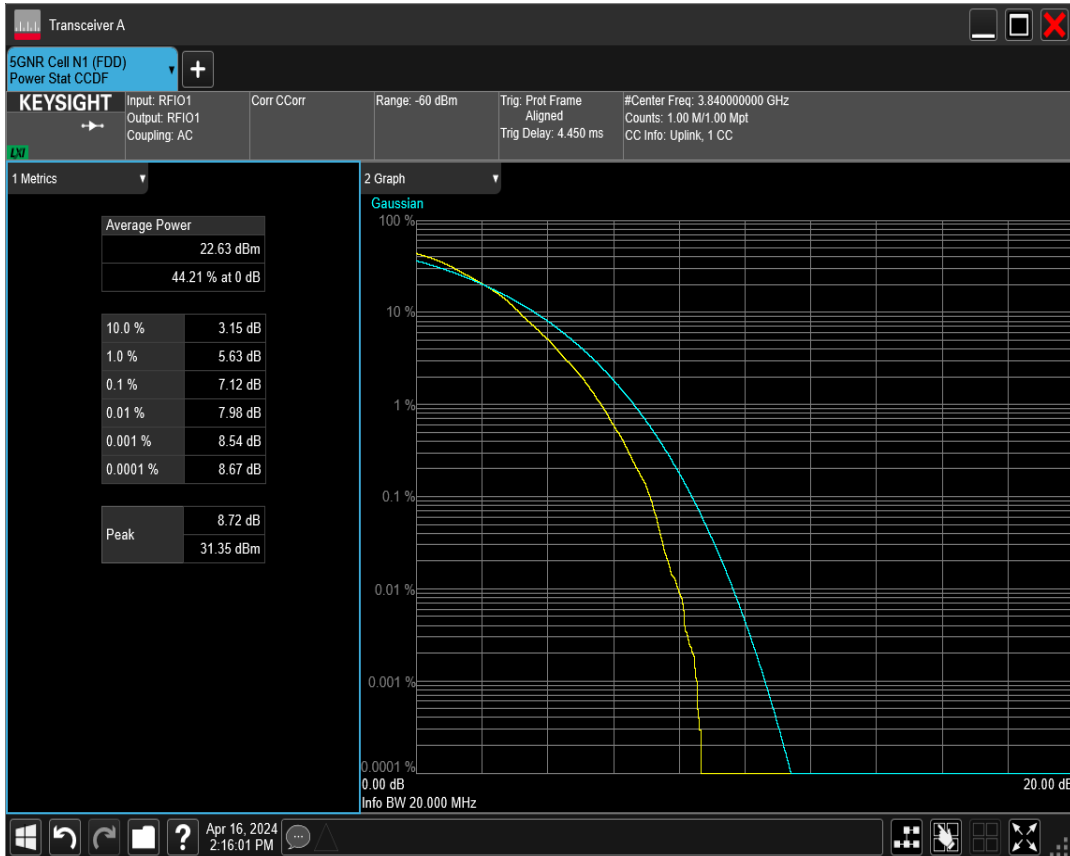 Transceiver A
5GNR Cell N1 (FDD)
Power Stat CCDF
+
KEYSIGHT
LXI
Input: RFIO1
Output: RFIO1
Coupling: AC
Corr CCorr
Range: -60 dBm
Trig: Prot Frame
Aligned
Trig Delay: 4.450 ms
#Center Freq: 3.840000000 GHz
Counts: 1.00 M/1.00 Mpt
CC Info: Uplink, 1 CC
1 Metrics
Average Power
22.63 dBm
44.21 % at 0 dB
10.0 % 3.15 dB
1.0 % 5.63 dB
0.1 % 7.12 dB
0.01 % 7.98 dB
0.001 % 8.54 dB
0.0001 % 8.67 dB
Peak
8.72 dB
31.35 dBm
2 Graph
Gaussian
100 %
10 %
1 %
0.1 %
0.01 %
0.001 %
0.0001 %
0.00 dB 20.00 dB
Info BW 20.000 MHz
?
Apr 16, 2024
2:16:01 PM